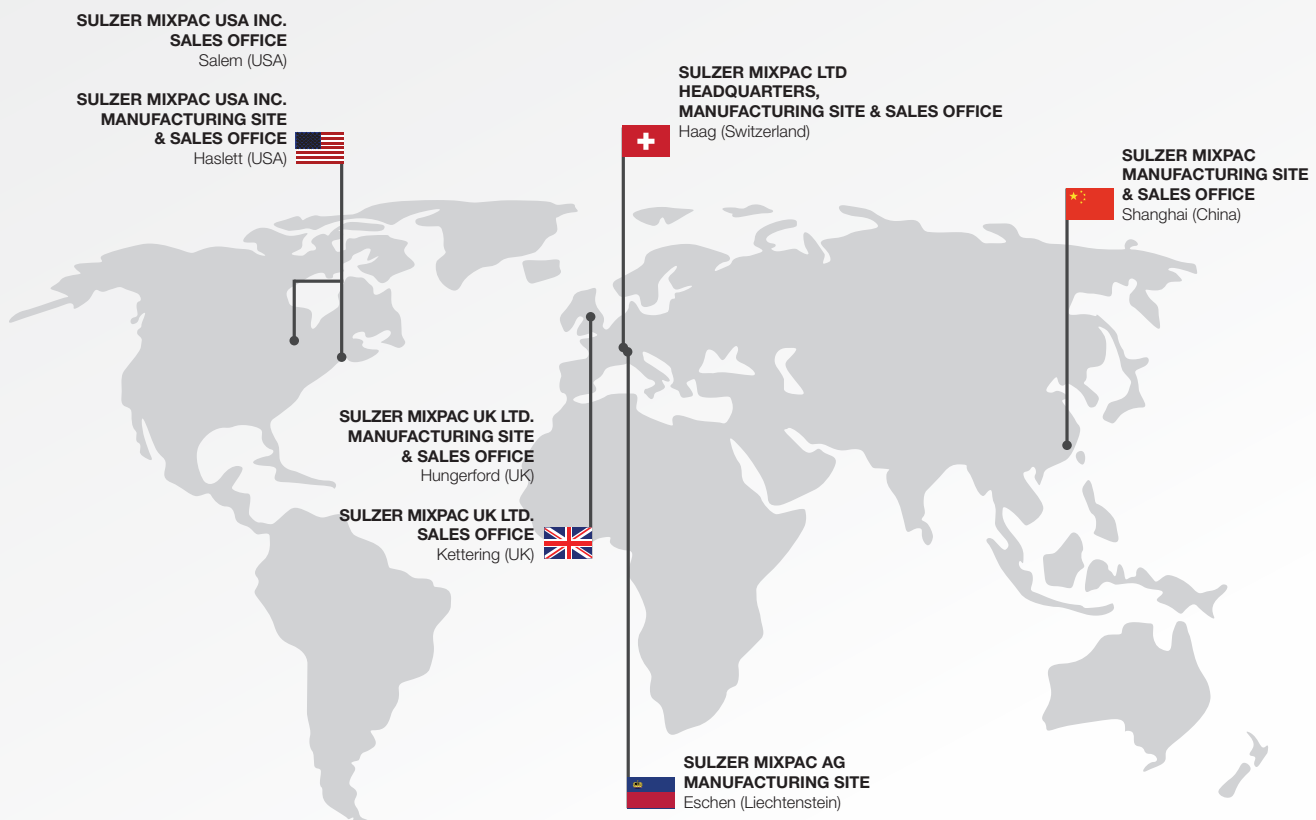 SULZER MIXPAC USA INC.
SALES OFFICE
Salem (USA)
SULZER MIXPAC USA INC.
MANUFACTURING SITE
& SALES OFFICE
Haslett (USA)
SULZER MIXPAC LTD
HEADQUARTERS,
MANUFACTURING SITE & SALES OFFICE
Haag (Switzerland)
SULZER MIXPAC
MANUFACTURING SITE
& SALES OFFICE
Shanghai (China)
SULZER MIXPAC UK LTD.
MANUFACTURING SITE
& SALES OFFICE
Hungerford (UK)
SULZER MIXPAC UK LTD.
SALES OFFICE
Kettering (UK)
SULZER MIXPAC AG
MANUFACTURING SITE
Eschen (Liechtenstein)